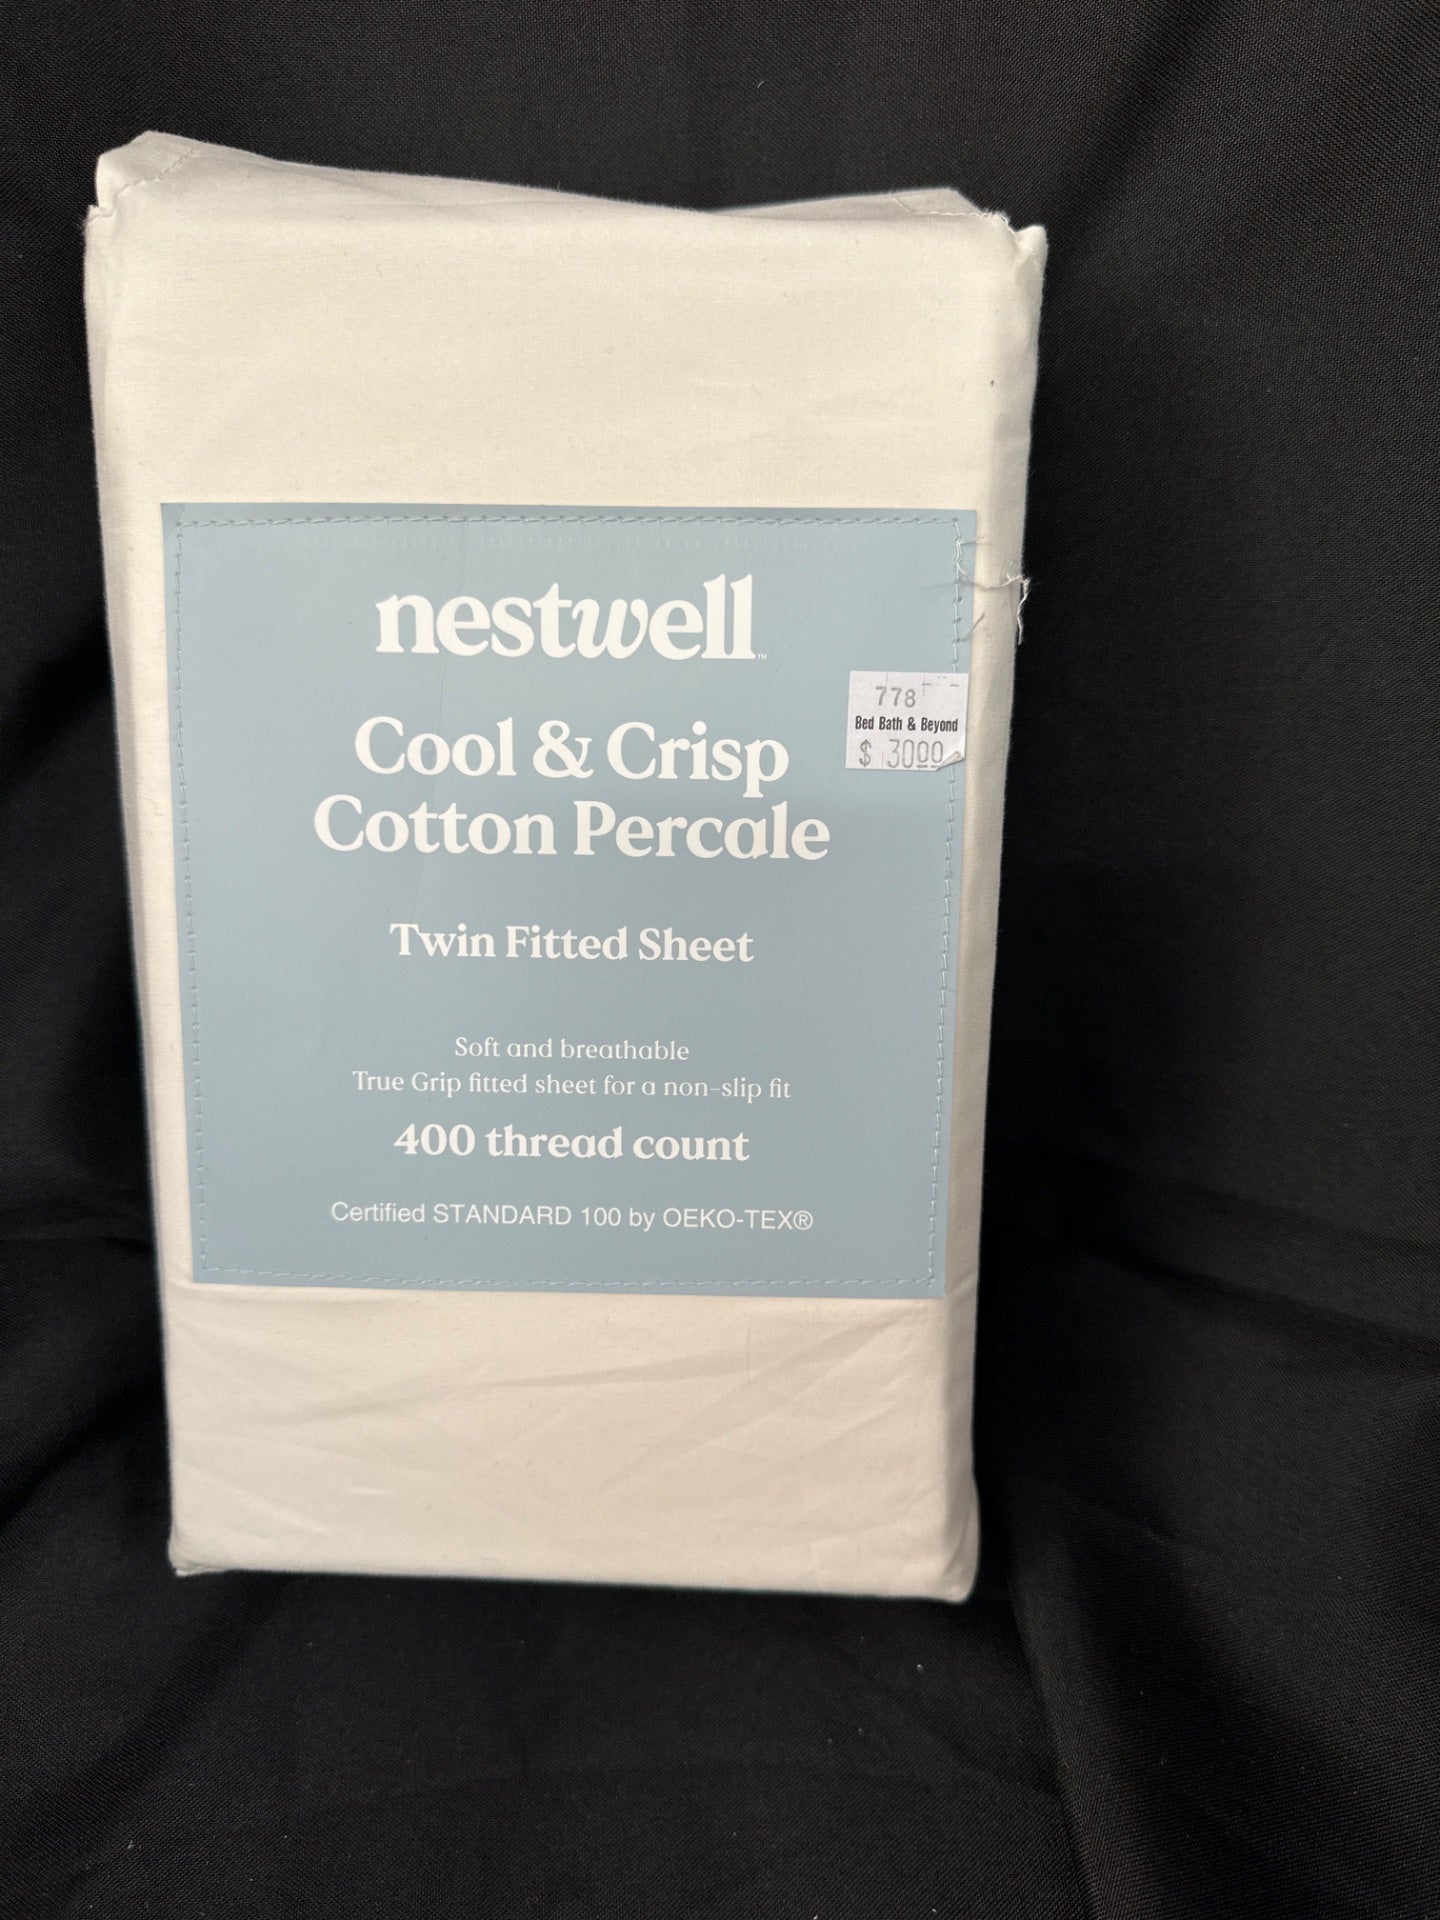 nestwell™
778
Bed Bath & Beyond
$ 3000
Cool & Crisp
Cotton Percale
Twin Fitted Sheet
Soft and breathable
True Grip fitted sheet for a non-slip fit
400 thread count
Certified STANDARD 100 by OEKO-TEX®